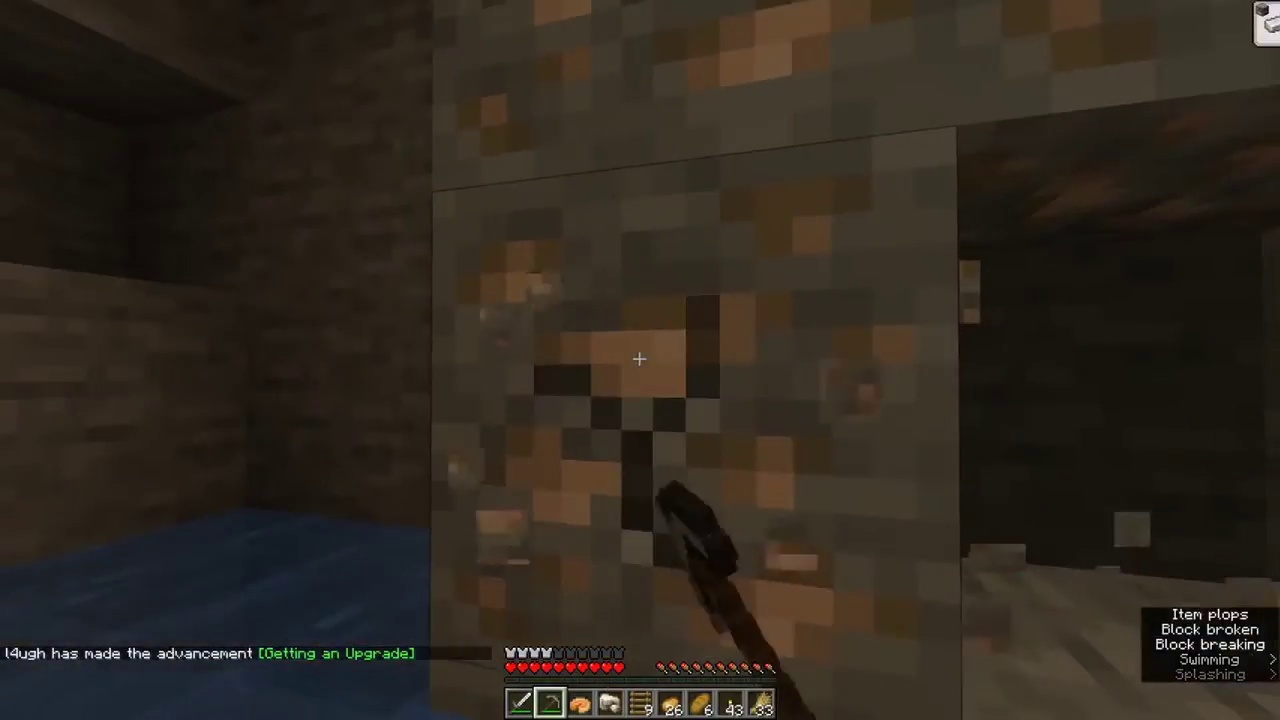 l4ugh has made the advancement [Getting an Upgrade]
Item plops
Block broken
Block breaking
Swimming >
Splashing >
9 26 6 43 33